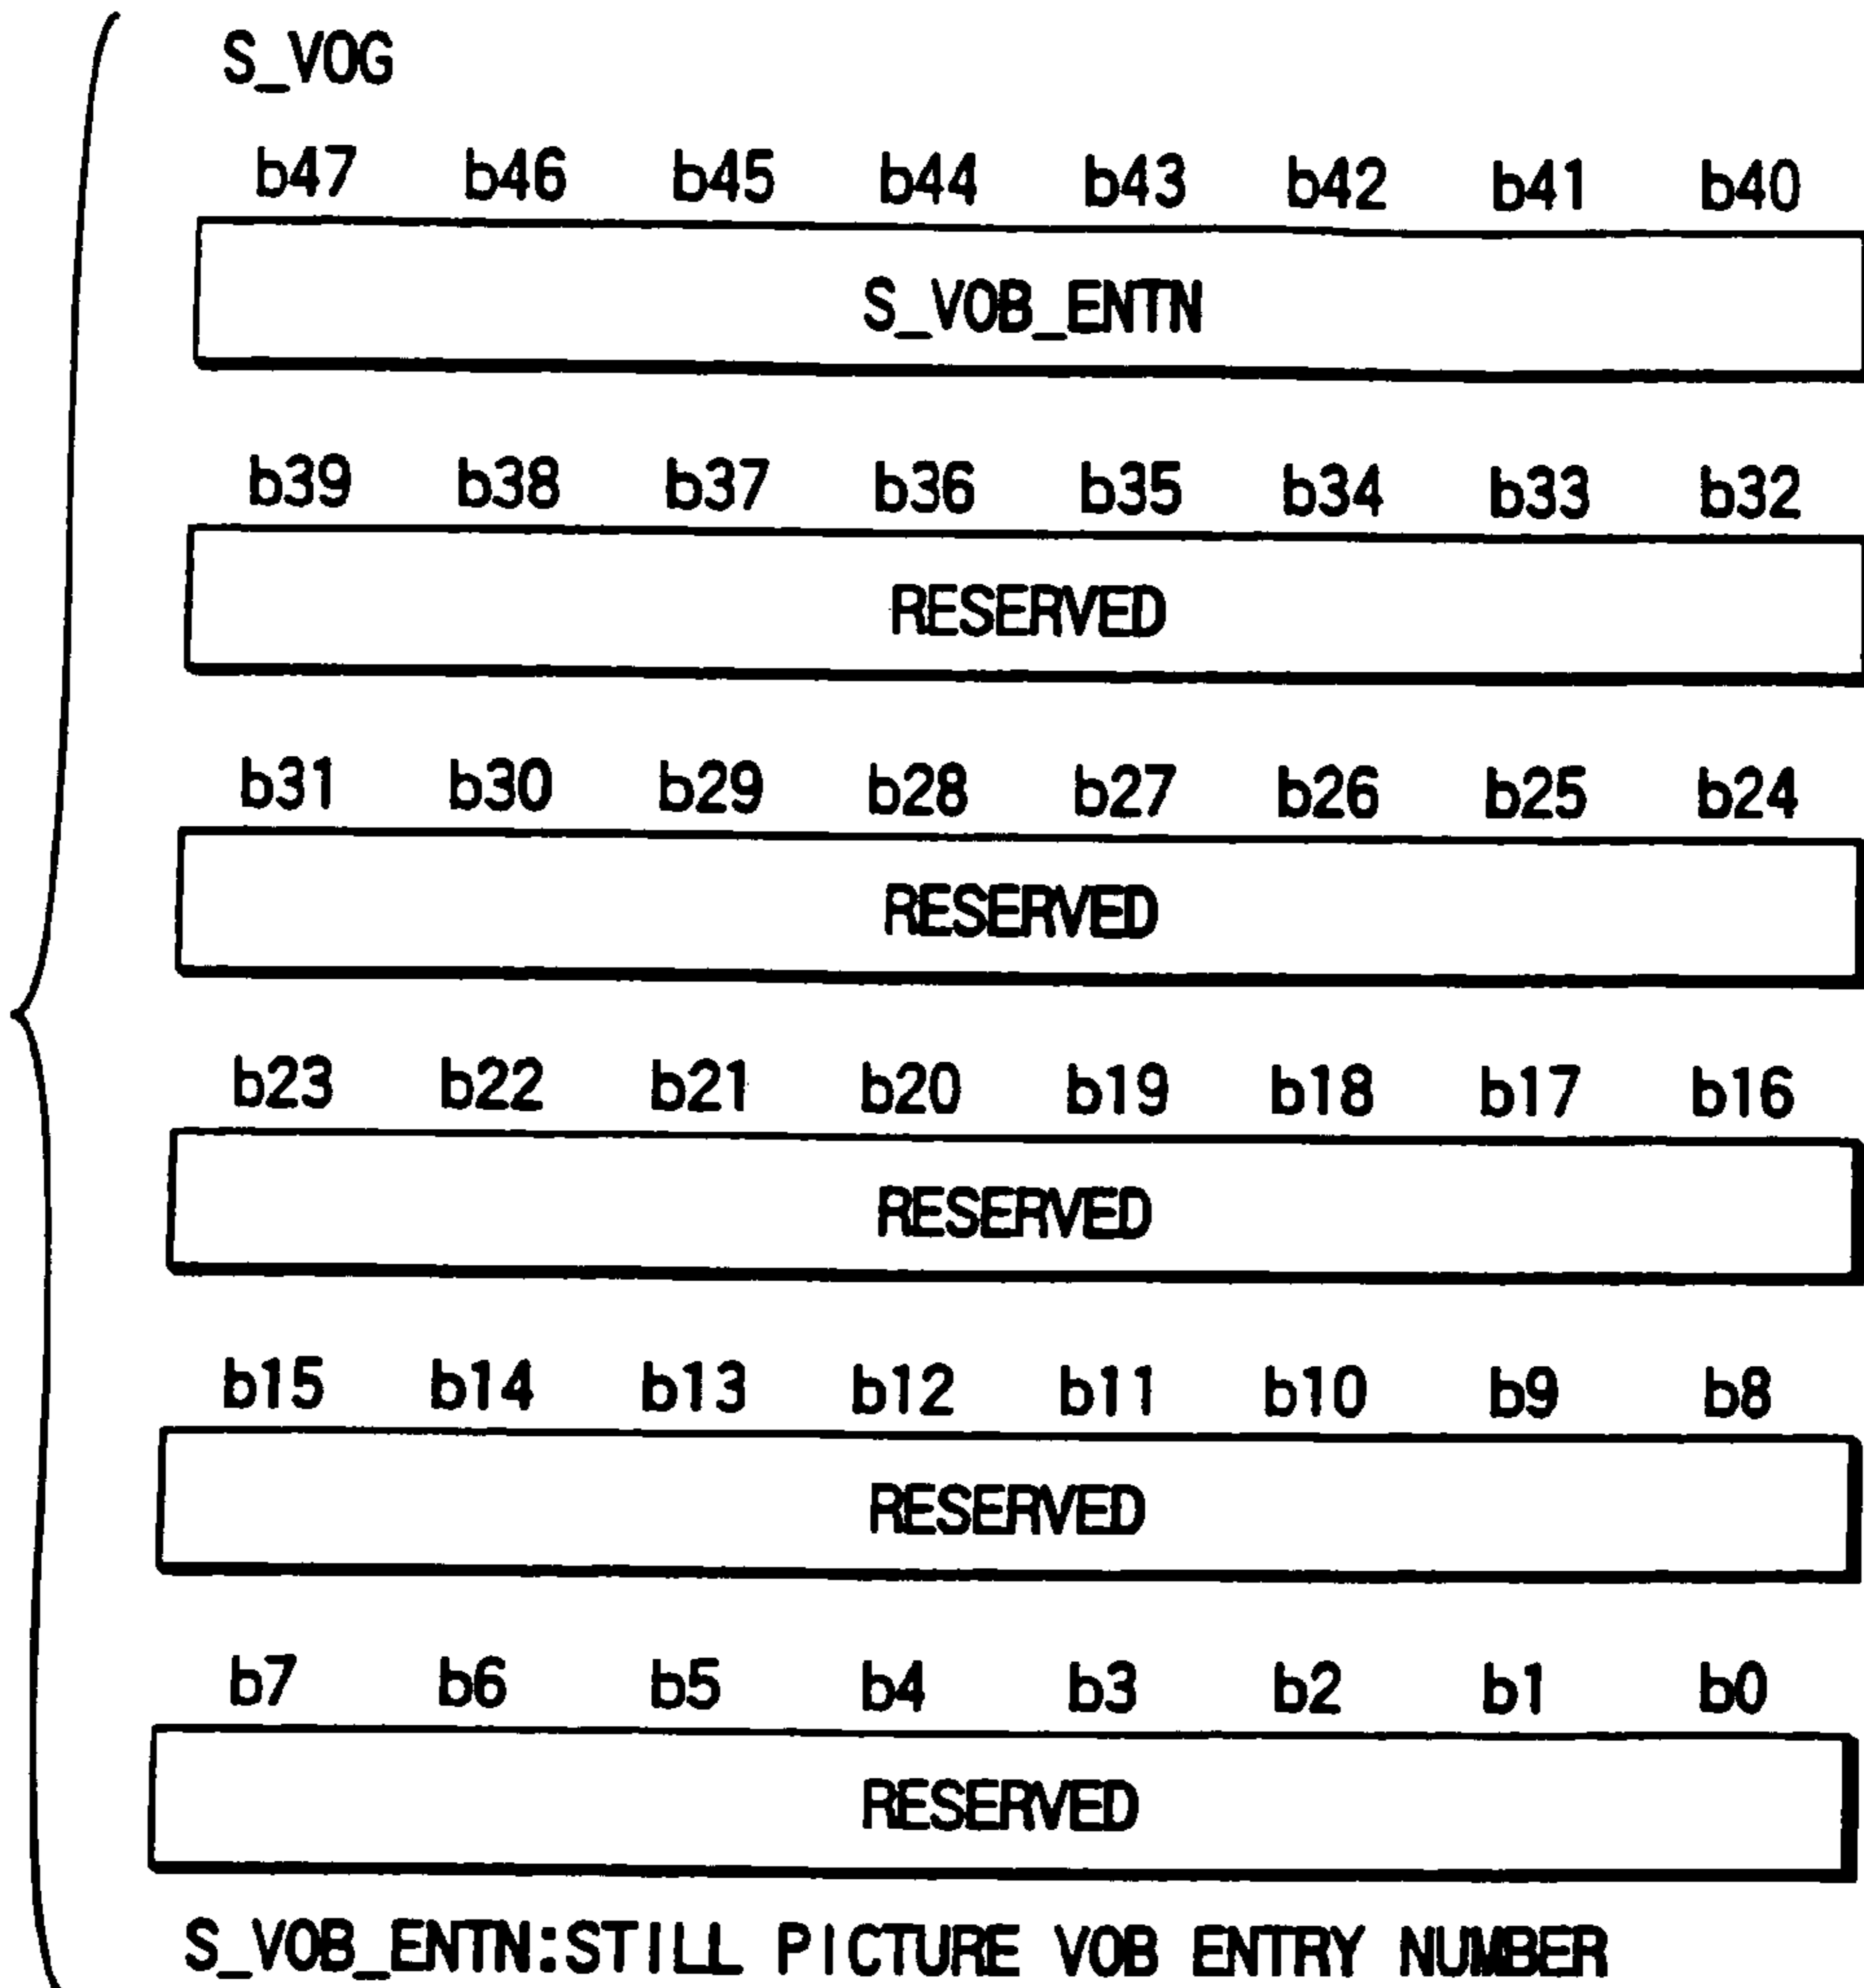 S_VOG
b47 b46 b45 b44 b43 b42 b41 b40
S_VOB_ENTN
b39 b38 b37 b36 b35 b34 b33 b32
RESERVED
b31 b30 b29 b28 b27 b26 b25 b24
RESERVED
b23 b22 b21 b20 b19 b18 b17 b16
RESERVED
b15 b14 b13 b12 b11 b10 b9 b8
RESERVED
b7 b6 b5 b4 b3 b2 b1 b0
RESERVED
S_VOB_ENTN:STILL PICTURE VOB ENTRY NUMBER